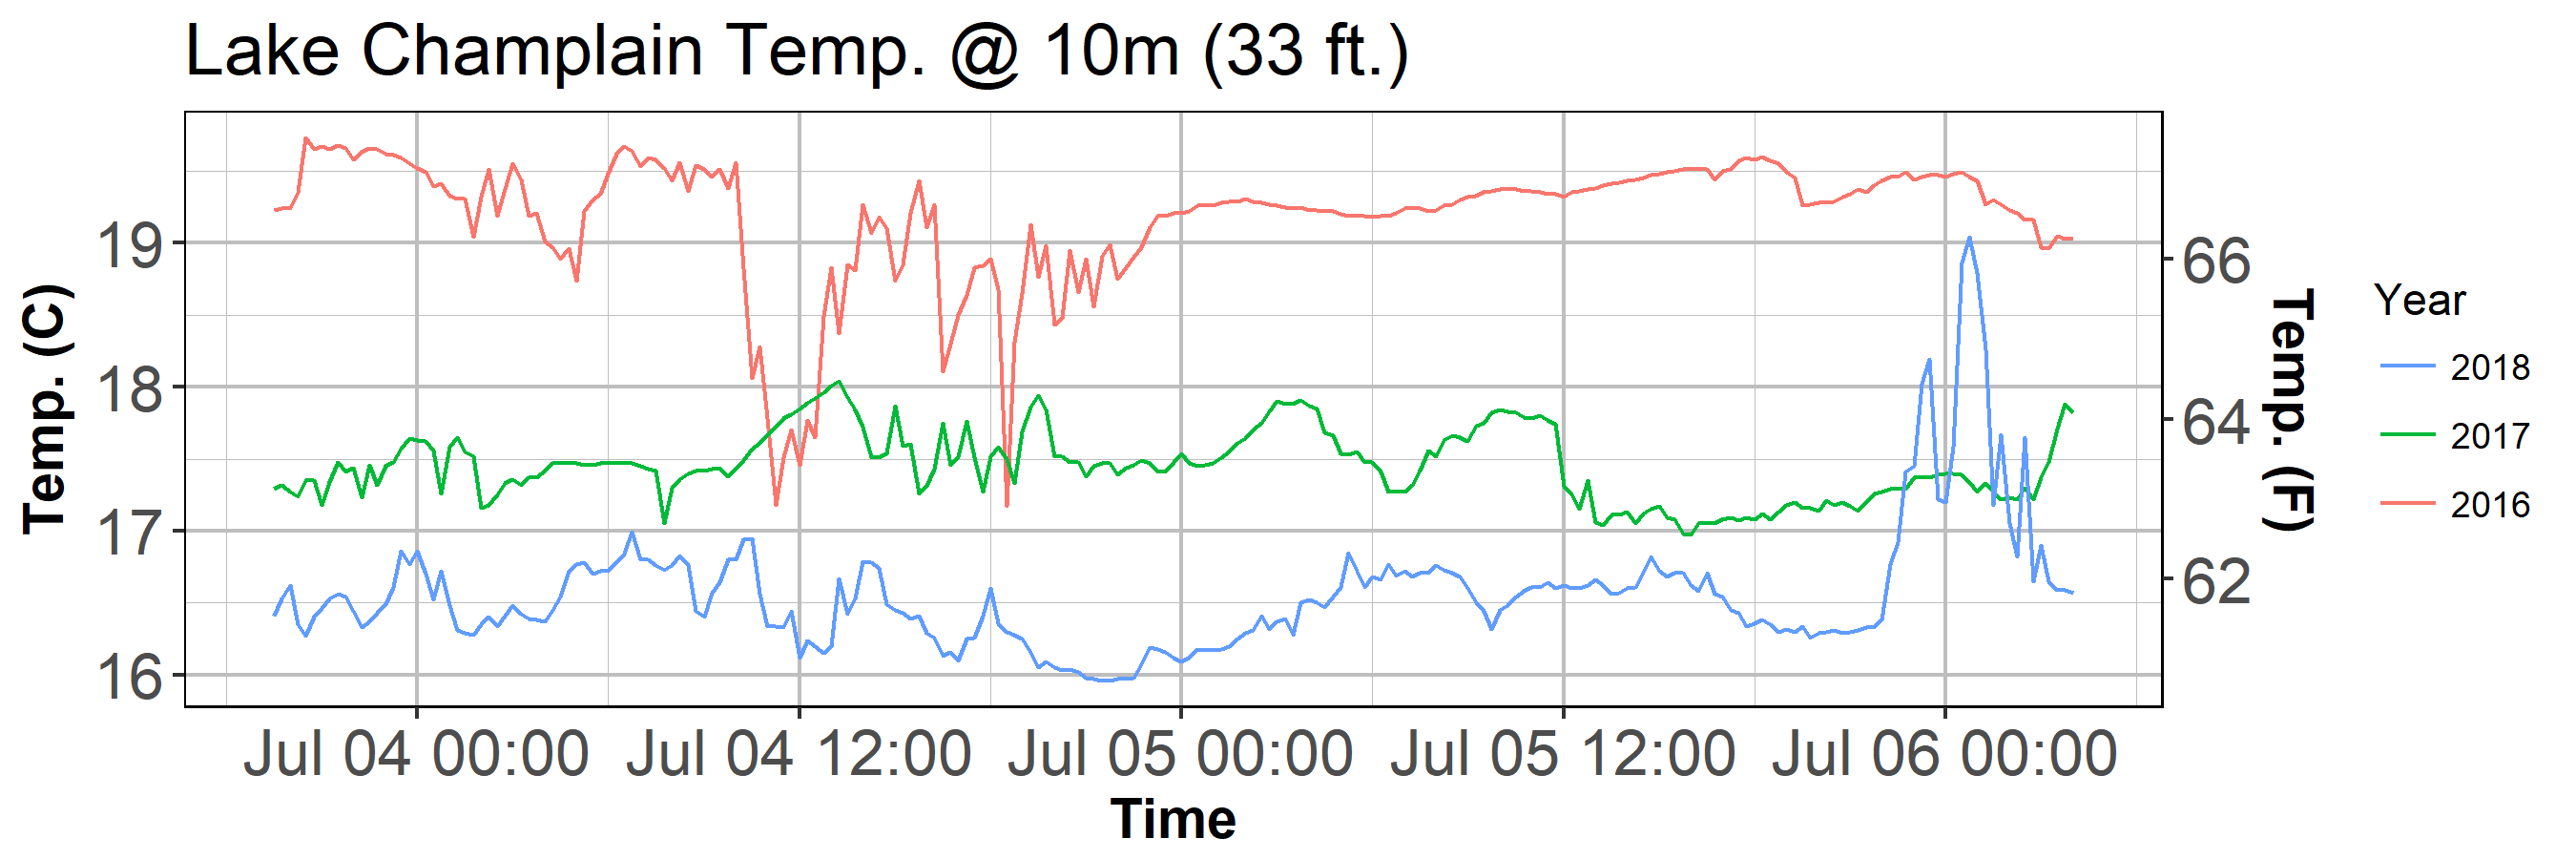 Lake Champlain Temp. @ 10m (33 ft.)
Temp. (C)
19
18
17
16
66
64
62
Temp. (F)
Year
2018
2017
2016
Jul 04 00:00 Jul 04 12:00 Jul 05 00:00 Jul 05 12:00 Jul 06 00:00
Time